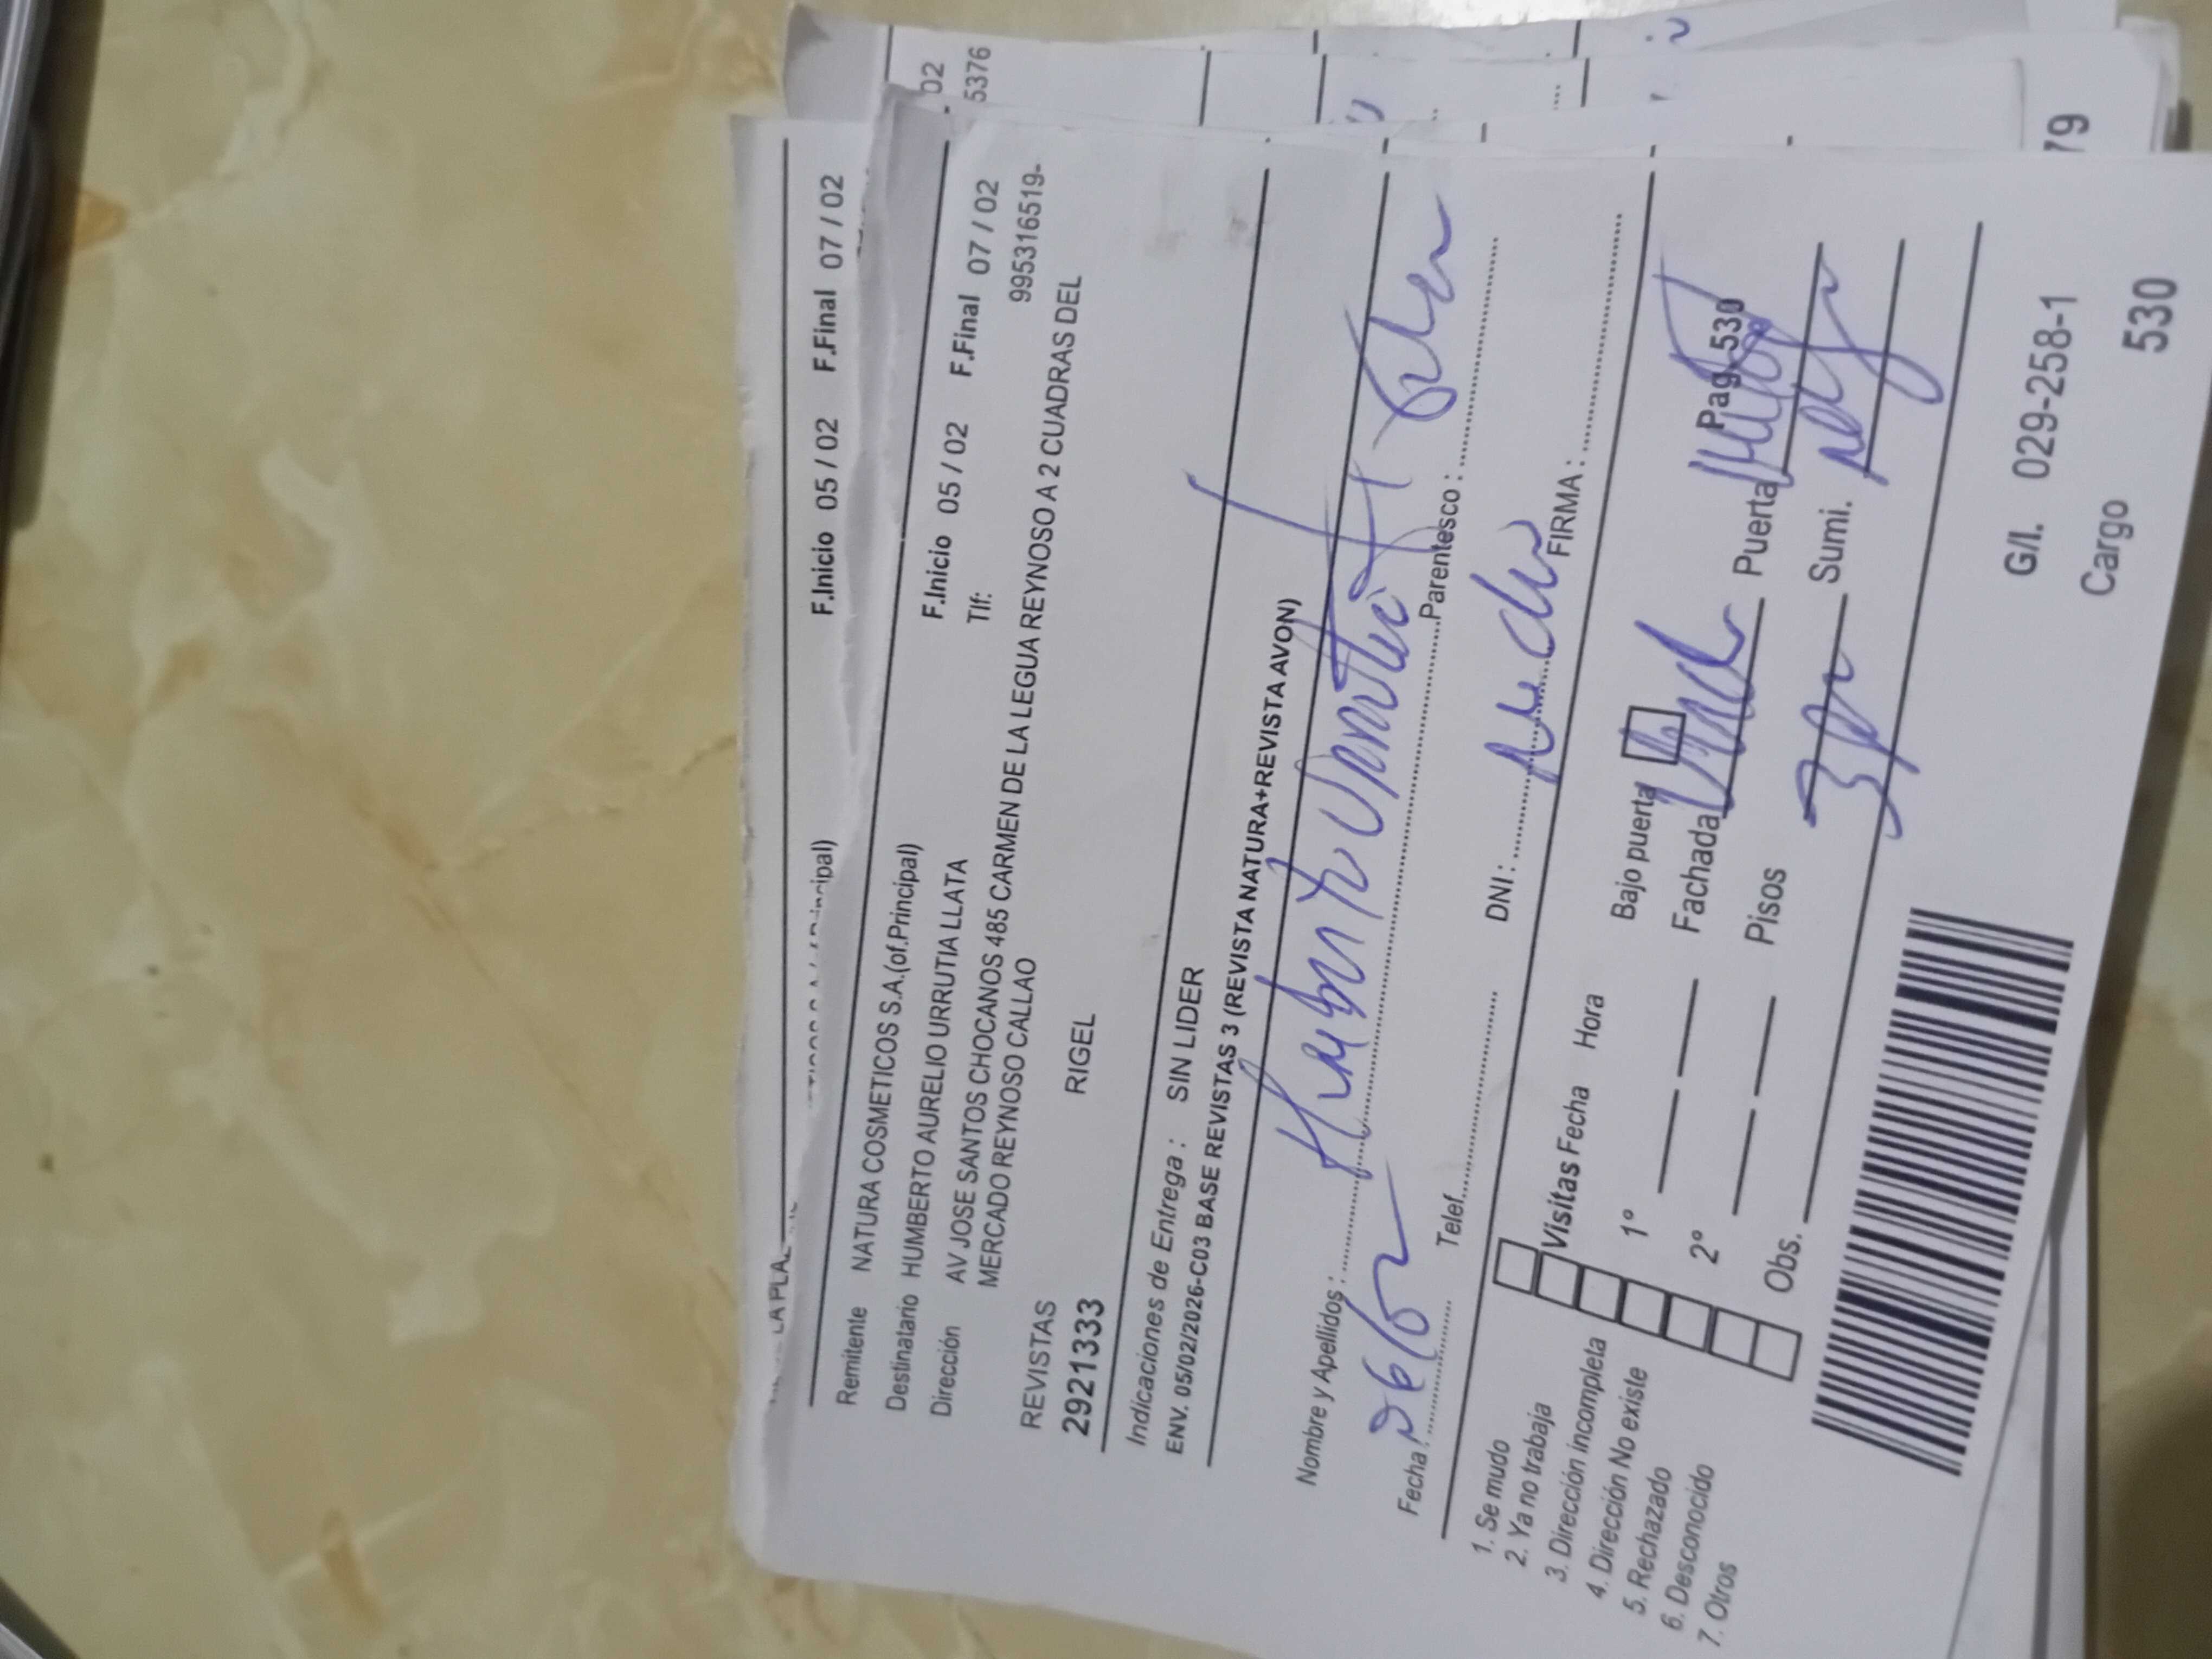 LA PLA
F.Inicio 05 / 02 F.Final 07 / 02
02
5376
Remitente NATURA COSMETICOS S.A.(of.Principal) F.Inicio 05 / 02 F.Final 07 / 02
Destinatario HUMBERTO AURELIO URRUTIA LLATA Tlf: 995316519-
Dirección AV JOSE SANTOS CHOCANOS 485 CARMEN DE LA LEGUA REYNOSO A 2 CUADRAS DEL
MERCADO REYNOSO CALLAO
REVISTAS RIGEL
2921333
Indicaciones de Entrega : SIN LIDER
ENV. 05/02/2026-C03 BASE REVISTAS 3 (REVISTA NATURA+REVISTA AVON)
Nombre y Apellidos : Humberto Urrutia
Fecha : Telef. Parentesco :
DNI : FIRMA :
1. Se mudo
2. Ya no trabaja
3. Dirección incompleta
4. Dirección No existe
5. Rechazado
6. Desconocido
7. Otros
Visitas Fecha Hora
1°
2°
Obs.
Bajo puerta
Fachada
Pisos
Pag. 530
Puerta
Sumi.
G/I. 029-258-1
Cargo 530
79